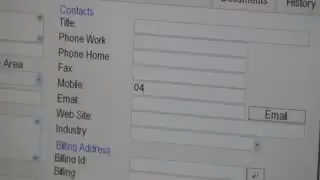 Documents
History
Contacts
Title:
Phone Work
Phone Home
Fax
Area
Mobile: 04
Email:
Web Site: Email
Industry
Billing Address
Billing Id:
Billing